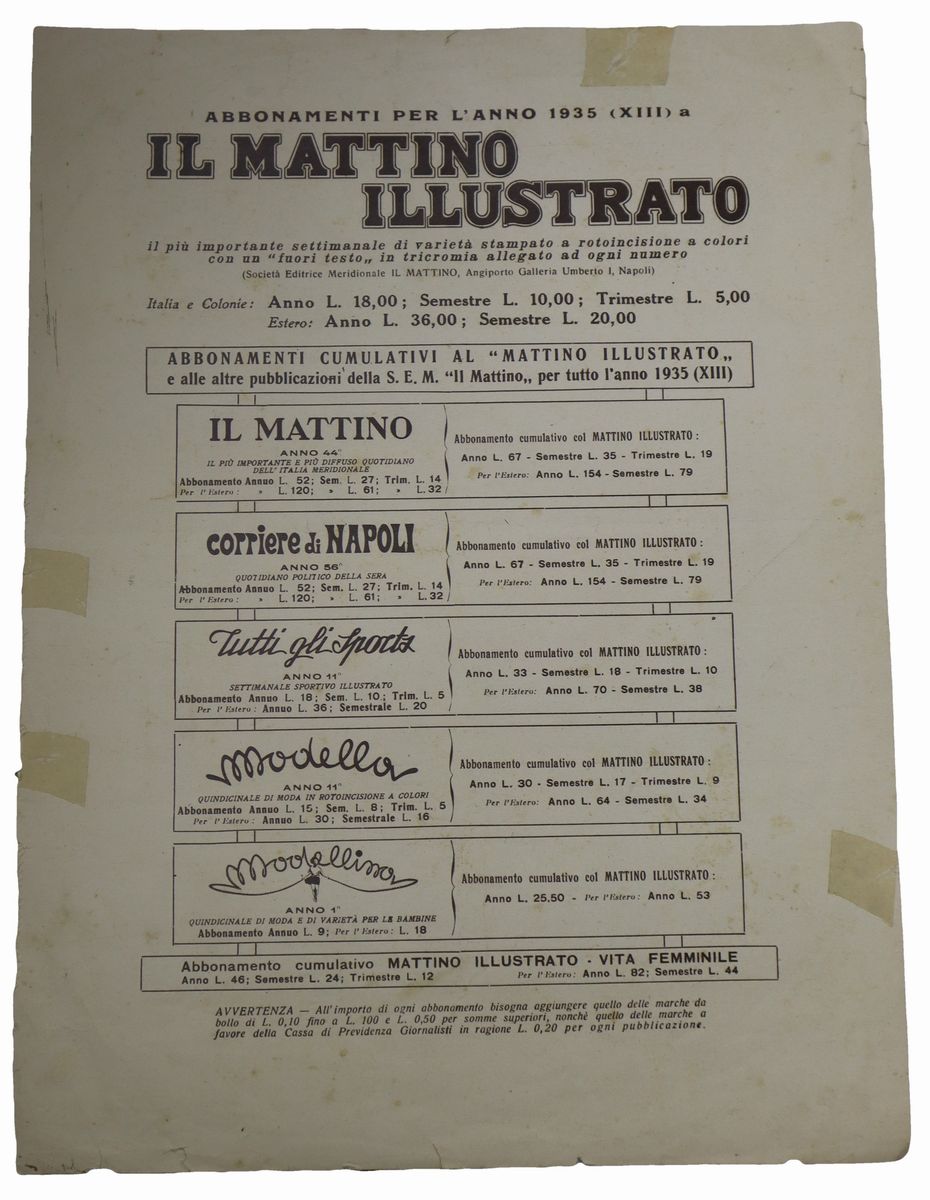 ABBONAMENTI PER L'ANNO 1935 (XIII) a
IL MATTINO
ILLUSTRATO
il più importante settimanale di varietà stampato a rotoincisione a colori
con un "fuori testo„ in tricromia allegato ad ogni numero
(Società Editrice Meridionale IL MATTINO, Angiporto Galleria Umberto I, Napoli)
Italia e Colonie: Anno L. 18,00; Semestre L. 10,00; Trimestre L. 5,00
Estero: Anno L. 36,00; Semestre L. 20,00
ABBONAMENTI CUMULATIVI AL "MATTINO ILLUSTRATO„
e alle altre pubblicazioni della S. E. M. "Il Mattino„ per tutto l'anno 1935 (XIII)
IL MATTINO
ANNO 44°
IL PIÙ IMPORTANTE E PIÙ DIFFUSO QUOTIDIANO
DELL'ITALIA MERIDIONALE
Abbonamento Annuo L. 52; Sem. L. 27; Trim. L. 14
Per l'Estero: » L. 120; » L. 61; » L. 32
Abbonamento cumulativo col MATTINO ILLUSTRATO:
Anno L. 67 - Semestre L. 35 - Trimestre L. 19
Per l'Estero: Anno L. 154 - Semestre L. 79
corriere di NAPOLI
ANNO 56°
QUOTIDIANO POLITICO DELLA SERA
Abbonamento Annuo L. 52; Sem. L. 27; Trim. L. 14
Per l'Estero: » L. 120; » L. 61; » L. 32
Abbonamento cumulativo col MATTINO ILLUSTRATO:
Anno L. 67 - Semestre L. 35 - Trimestre L. 19
Per l'Estero: Anno L. 154 - Semestre L. 79
Tutti gli Sports
ANNO 11°
SETTIMANALE SPORTIVO ILLUSTRATO
Abbonamento Annuo L. 18; Sem. L. 10.; Trim. L. 5
Per l'Estero: Annuo L. 36; Semestrale L. 20
Abbonamento cumulativo col MATTINO ILLUSTRATO:
Anno L. 33 - Semestre L. 18 - Trimestre L. 10
Per l'Estero: Anno L. 70 - Semestre L. 38
Modella
ANNO 11°
QUINDICINALE DI MODA IN ROTOINCISIONE A COLORI
Abbonamento Annuo L. 15; Sem. L. 8; Trim. L. 5
Per l'Estero: Annuo L. 30; Semestrale L. 16
Abbonamento cumulativo col MATTINO ILLUSTRATO:
Anno L. 30 - Semestre L. 17 - Trimestre L. 9
Per l'Estero: Anno L. 64 - Semestre L. 34
Modellina
ANNO 1°
QUINDICINALE DI MODA E DI VARIETÀ PER LE BAMBINE
Abbonamento Annuo L. 9; Per l'Estero: L. 18
Abbonamento cumulativo col MATTINO ILLUSTRATO:
Anno L. 25,50 - Per l'Estero: Anno L. 53
Abbonamento cumulativo MATTINO ILLUSTRATO - VITA FEMMINILE
Anno L. 46; Semestre L. 24; Trimestre L. 12 Per l'Estero: Anno L. 82; Semestre L. 44
AVVERTENZA — All'importo di ogni abbonamento bisogna aggiungere quello delle marche da
bollo di L. 0,10 fino a L. 100 e L. 0,50 per somme superiori, nonchè quello delle marche a
favore della Cassa di Previdenza Giornalisti in ragione L. 0,20 per ogni pubblicazione.